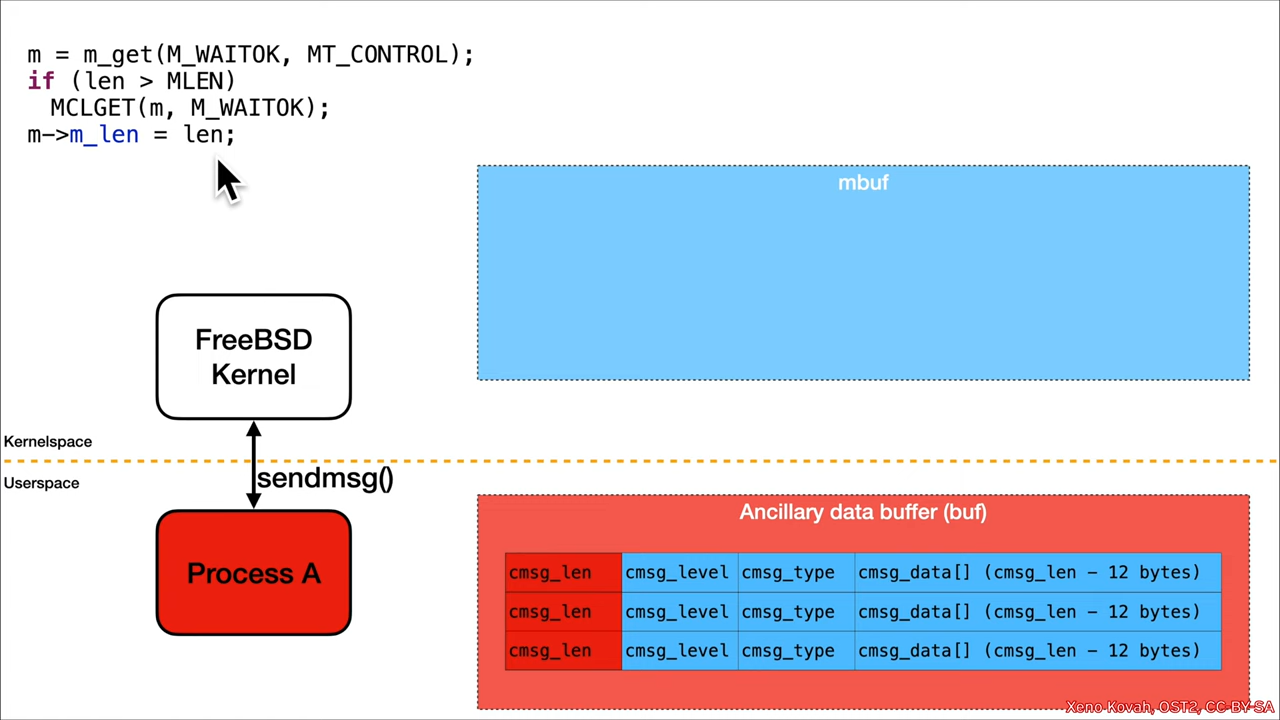 m = m_get(M_WAITOK, MT_CONTROL);
if (len > MLEN)
MCLGET(m, M_WAITOK);
m->m_len = len;
mbuf
FreeBSD
Kernel
Kernelspace
Userspace
sendmsg()
Process A
Ancillary data buffer (buf)
cmsg_len cmsg_level cmsg_type cmsg_data[] (cmsg_len - 12 bytes)
cmsg_len cmsg_level cmsg_type cmsg_data[] (cmsg_len - 12 bytes)
cmsg_len cmsg_level cmsg_type cmsg_data[] (cmsg_len - 12 bytes)
Xeno Kovah, OST2, CC-BY-SA